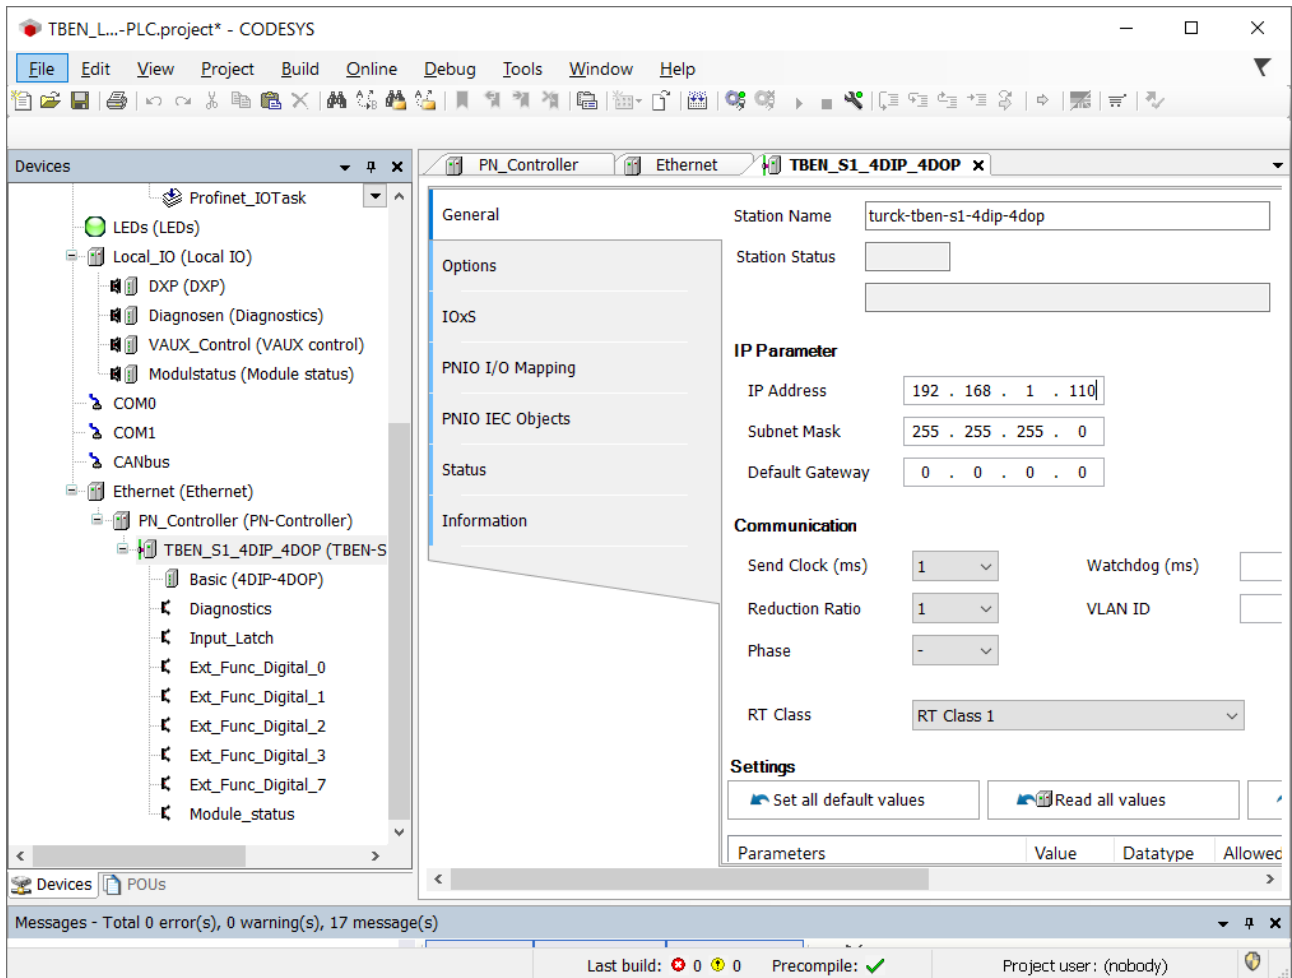 TBEN_L...-PLC.project* - CODESYS
File Edit View Project Build Online Debug Tools Window Help
Devices
Profinet_IOTask
LEDs (LEDs)
Local_IO (Local IO)
DXP (DXP)
Diagnosen (Diagnostics)
VAUX_Control (VAUX control)
Modulstatus (Module status)
COM0
COM1
CANbus
Ethernet (Ethernet)
PN_Controller (PN-Controller)
TBEN_S1_4DIP_4DOP (TBEN-S
Basic (4DIP-4DOP)
Diagnostics
Input_Latch
Ext_Func_Digital_0
Ext_Func_Digital_1
Ext_Func_Digital_2
Ext_Func_Digital_3
Ext_Func_Digital_7
Module_status
Devices POUs
PN_Controller Ethernet TBEN_S1_4DIP_4DOP
General
Options
IOxS
PNIO I/O Mapping
PNIO IEC Objects
Status
Information
Station Name turck-tben-s1-4dip-4dop
Station Status
IP Parameter
IP Address 192 . 168 . 1 . 110
Subnet Mask 255 . 255 . 255 . 0
Default Gateway 0 . 0 . 0 . 0
Communication
Send Clock (ms) 1 Watchdog (ms)
Reduction Ratio 1 VLAN ID
Phase -
RT Class RT Class 1
Settings
Set all default values Read all values
Parameters Value Datatype Allowed
Messages - Total 0 error(s), 0 warning(s), 17 message(s)
Last build: 0 0 Precompile: Project user: (nobody)